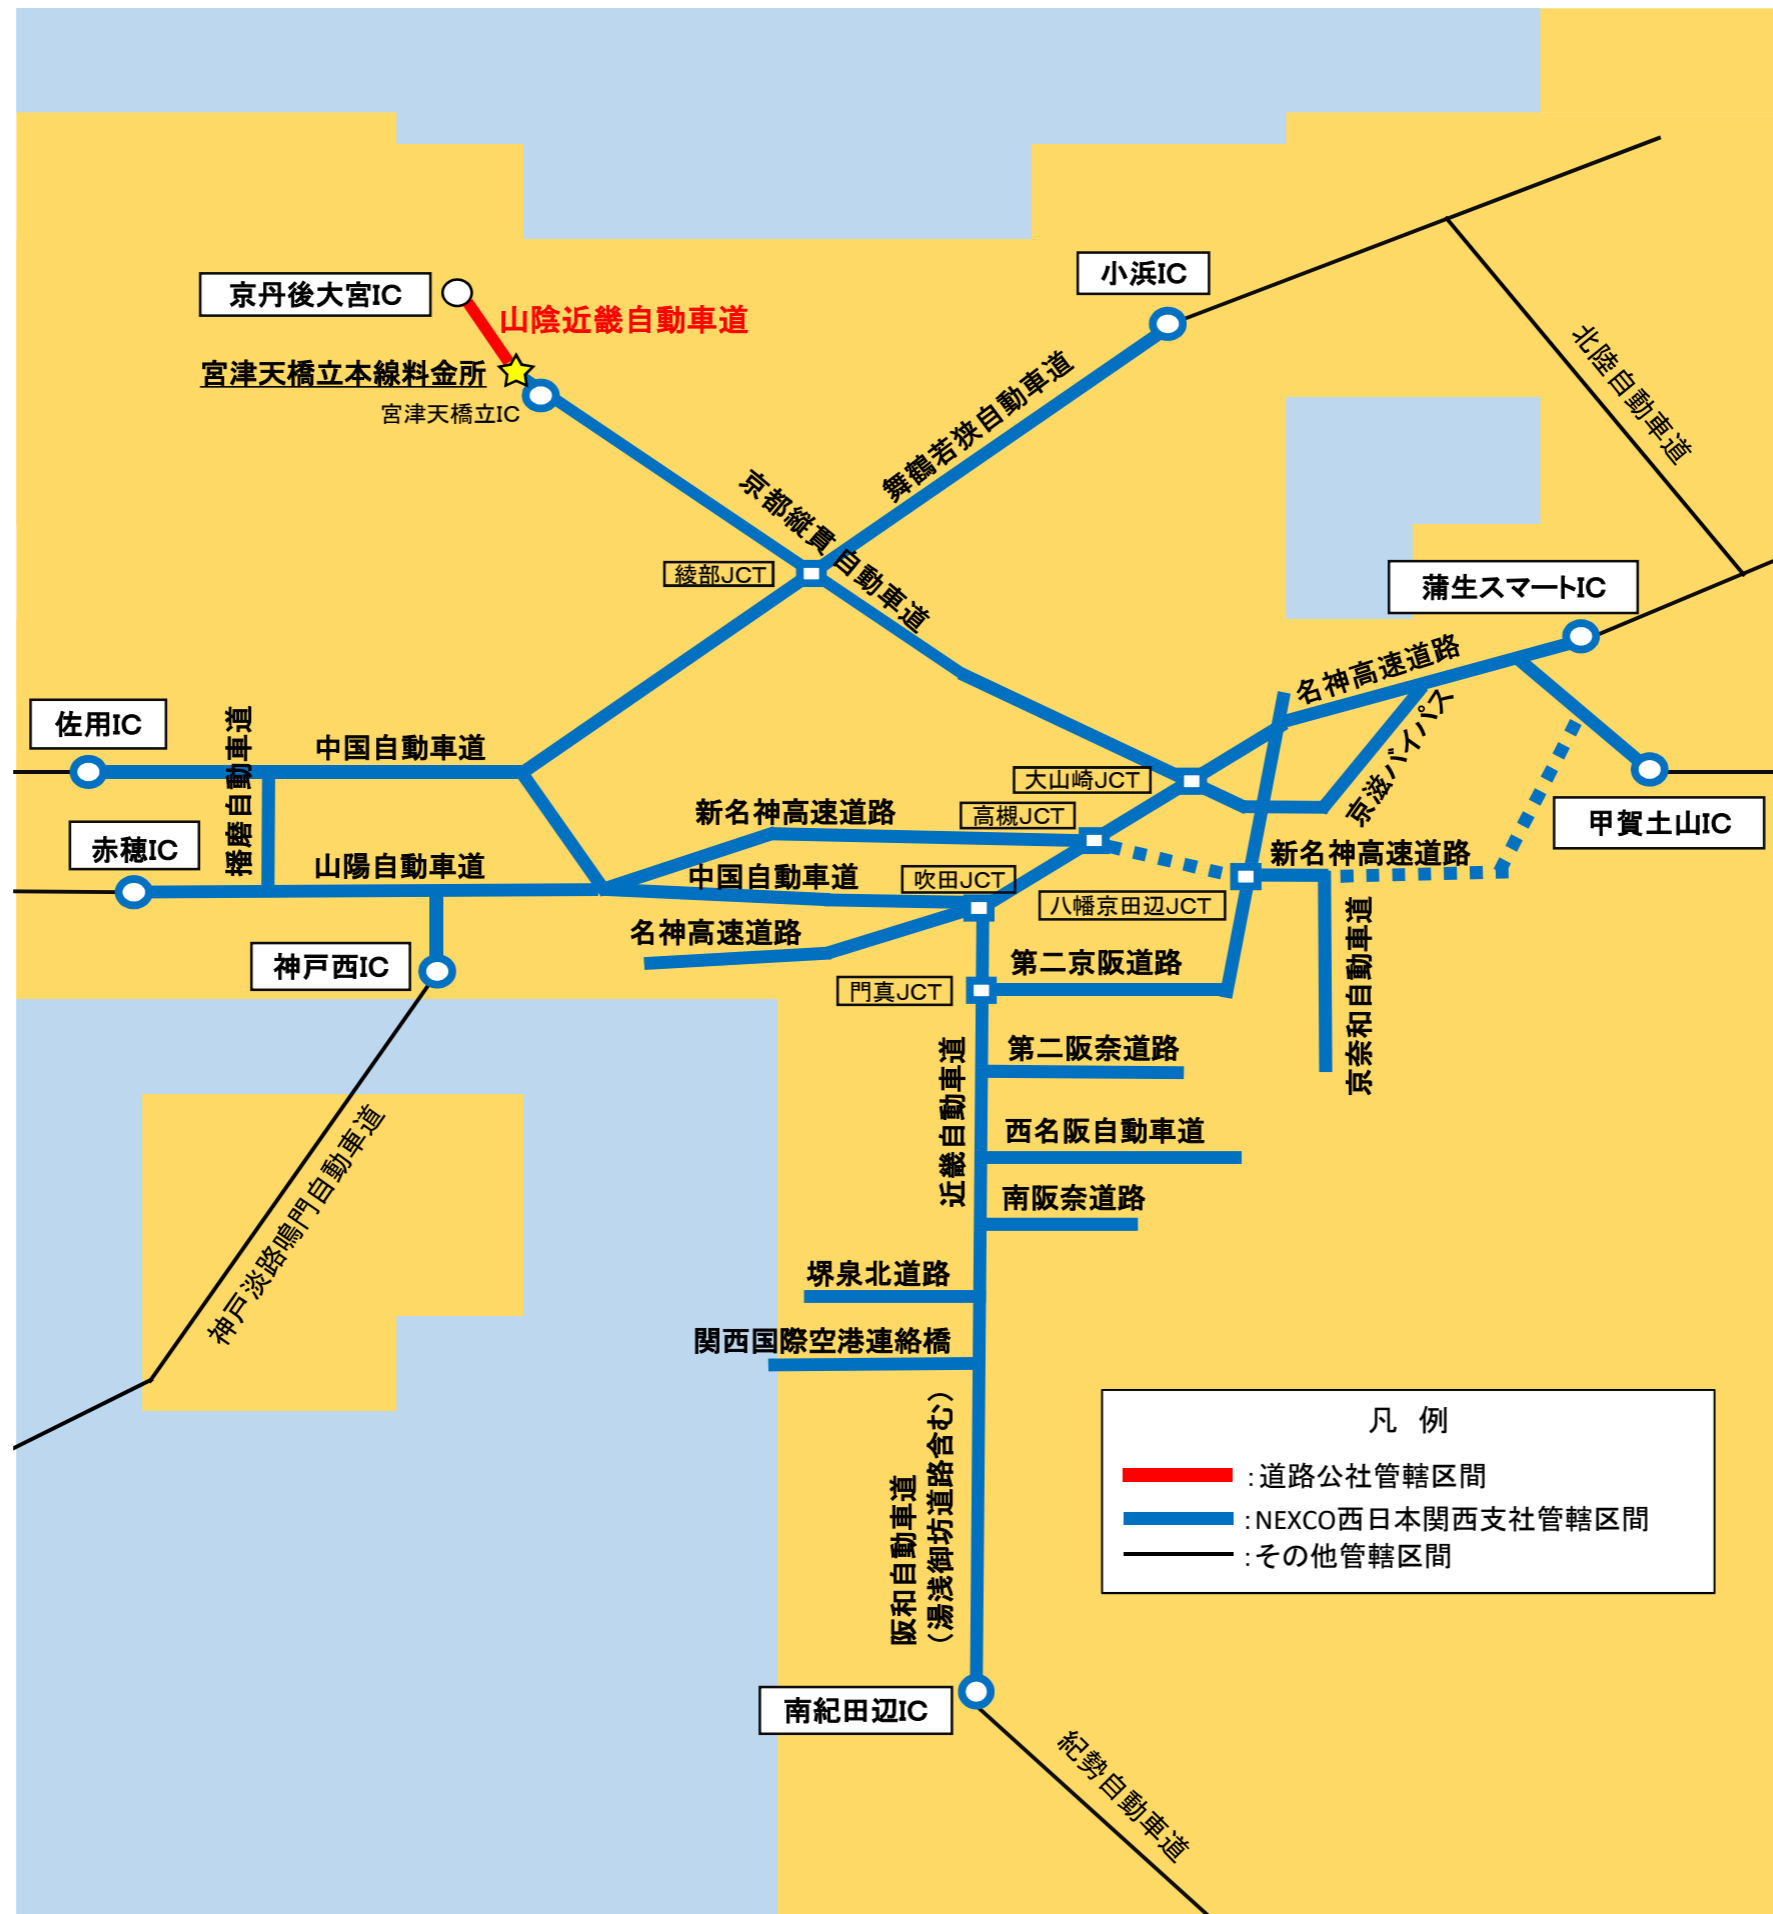 小浜IC
京丹後大宮IC
山陰近畿自動車道
宮津天橋立本線料金所
宮津天橋立IC
舞鶴若狭自動車道
北陸自動車道
京都縦貫自動車道
綾部JCT
蒲生スマートIC
名神高速道路
佐用IC
播磨自動車道
中国自動車道
京滋バイパス
大山崎JCT
新名神高速道路
高槻JCT
甲賀土山IC
赤穂IC
山陽自動車道
中国自動車道
吹田JCT
新名神高速道路
八幡京田辺JCT
名神高速道路
神戸西IC
第二京阪道路
京奈和自動車道
門真JCT
第二阪奈道路
近畿自動車道
西名阪自動車道
南阪奈道路
神戸淡路鳴門自動車道
堺泉北道路
関西国際空港連絡橋
阪和自動車道
（湯浅御坊道路含む）
凡 例
：道路公社管轄区間
：NEXCO西日本関西支社管轄区間
：その他管轄区間
南紀田辺IC
紀勢自動車道